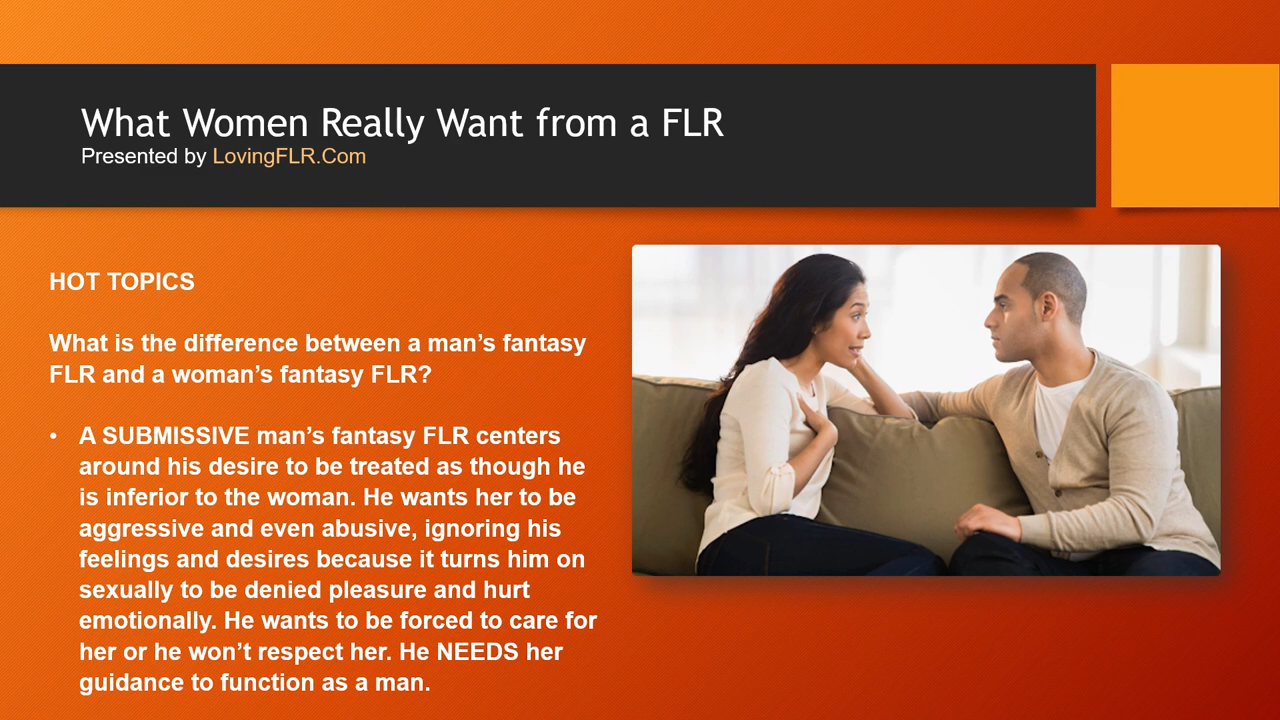 What Women Really Want from a FLR
Presented by LovingFLR.Com
HOT TOPICS
What is the difference between a man’s fantasy
FLR and a woman’s fantasy FLR?
• A SUBMISSIVE man’s fantasy FLR centers
around his desire to be treated as though he
is inferior to the woman. He wants her to be
aggressive and even abusive, ignoring his
feelings and desires because it turns him on
sexually to be denied pleasure and hurt
emotionally. He wants to be forced to care for
her or he won’t respect her. He NEEDS her
guidance to function as a man.